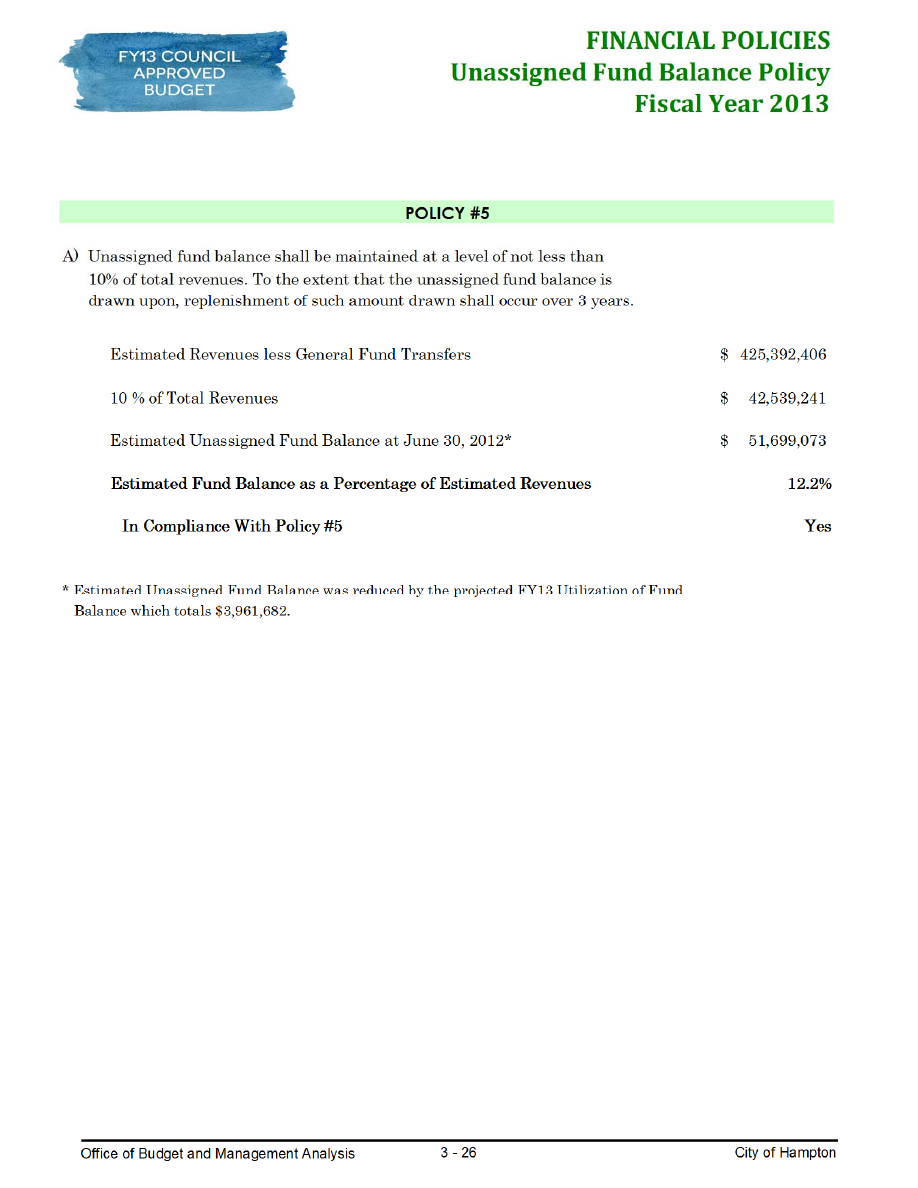 FY13 COUNCIL
APPROVED
BUDGET
FINANCIAL POLICIES
Unassigned Fund Balance Policy
Fiscal Year 2013
POLICY #5
A) Unassigned fund balance shall be maintained at a level of not less than
10% of total revenues. To the extent that the unassigned fund balance is
drawn upon, replenishment of such amount drawn shall occur over 3 years.
Estimated Revenues less General Fund Transfers $ 425,392,406
10 % of Total Revenues $ 42,539,241
Estimated Unassigned Fund Balance at June 30, 2012* $ 51,699,073
Estimated Fund Balance as a Percentage of Estimated Revenues 12.2%
In Compliance With Policy #5 Yes
* Estimated Unassigned Fund Balance was reduced by the projected FY13 Utilization of Fund
Balance which totals $3,961,682.
Office of Budget and Management Analysis 3 - 26 City of Hampton